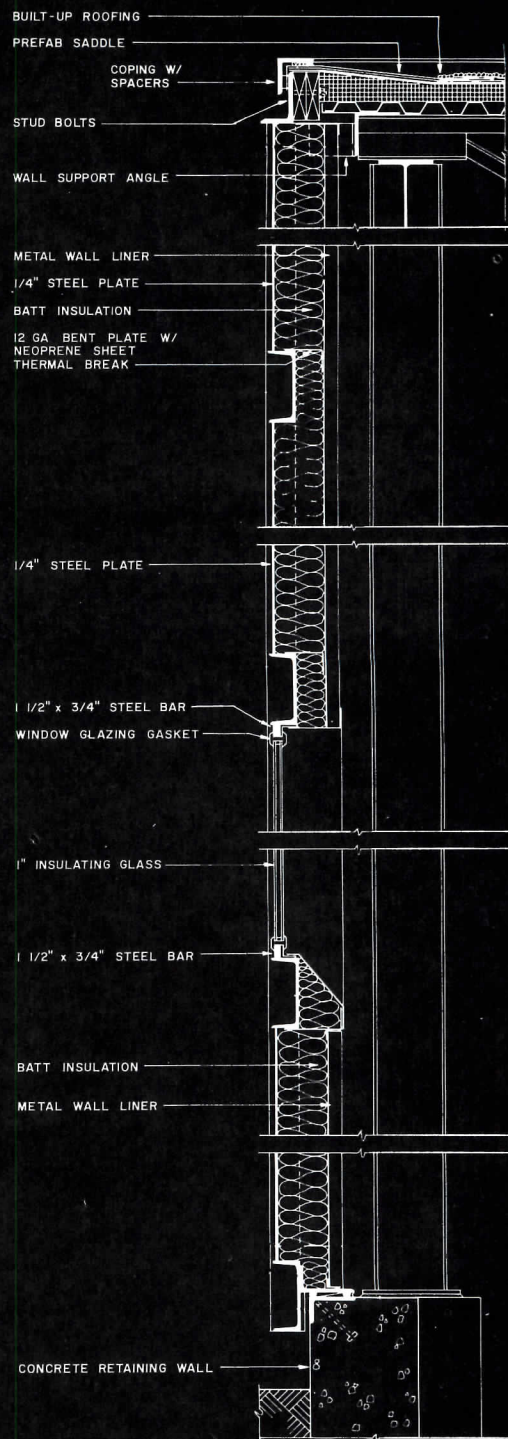 BUILT-UP ROOFING
PREFAB SADDLE
COPING W/
SPACERS
STUD BOLTS
WALL SUPPORT ANGLE
METAL WALL LINER
1/4" STEEL PLATE
BATT INSULATION
12 GA BENT PLATE W/
NEOPRENE SHEET
THERMAL BREAK
1/4" STEEL PLATE
1 1/2" x 3/4" STEEL BAR
WINDOW GLAZING GASKET
1" INSULATING GLASS
1 1/2" x 3/4" STEEL BAR
BATT INSULATION
METAL WALL LINER
CONCRETE RETAINING WALL